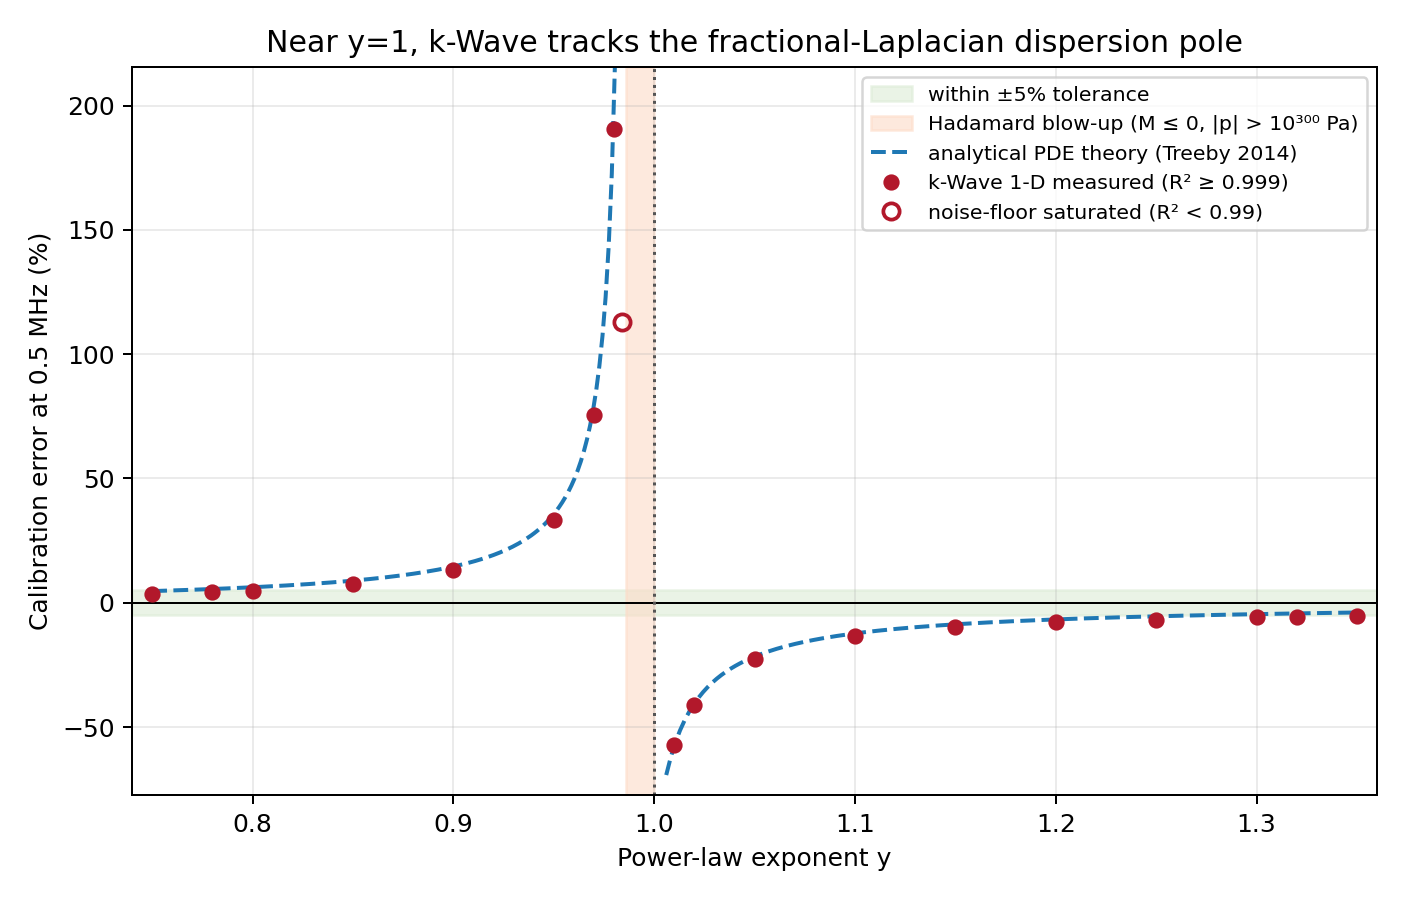 Near y=1, k-Wave tracks the fractional-Laplacian dispersion pole
within ±5% tolerance
Hadamard blow-up (M ≤ 0, |p| > 10³⁰⁰ Pa)
analytical PDE theory (Treeby 2014)
k-Wave 1-D measured (R² ≥ 0.999)
noise-floor saturated (R² < 0.99)
Calibration error at 0.5 MHz (%)
200
150
100
50
0
−50
0.8
0.9
1.0
1.1
1.2
1.3
Power-law exponent y